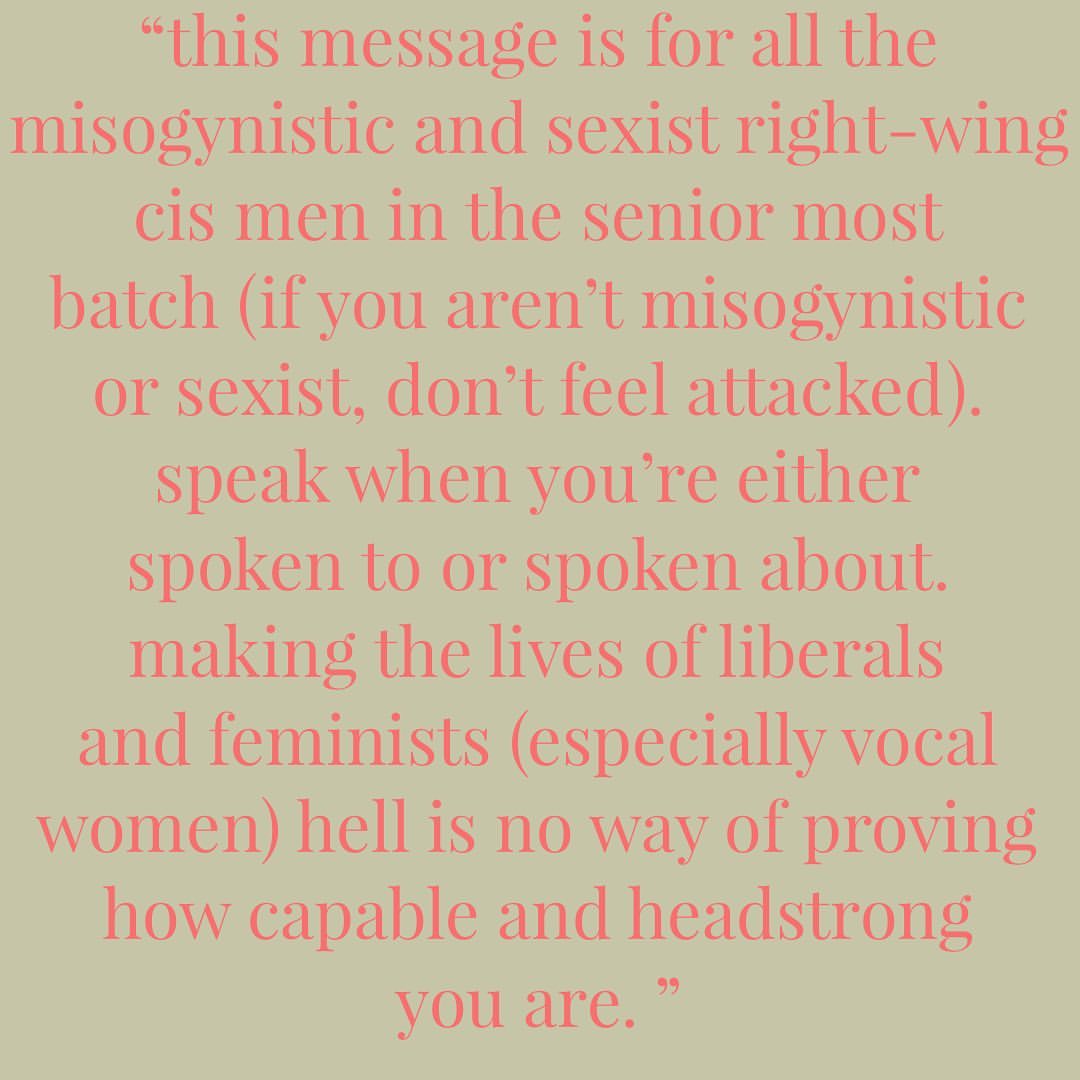 “this message is for all the
misogynistic and sexist right-wing
cis men in the senior most
batch (if you aren’t misogynistic
or sexist, don’t feel attacked).
speak when you’re either
spoken to or spoken about.
making the lives of liberals
and feminists (especially vocal
women) hell is no way of proving
how capable and headstrong
you are. ”